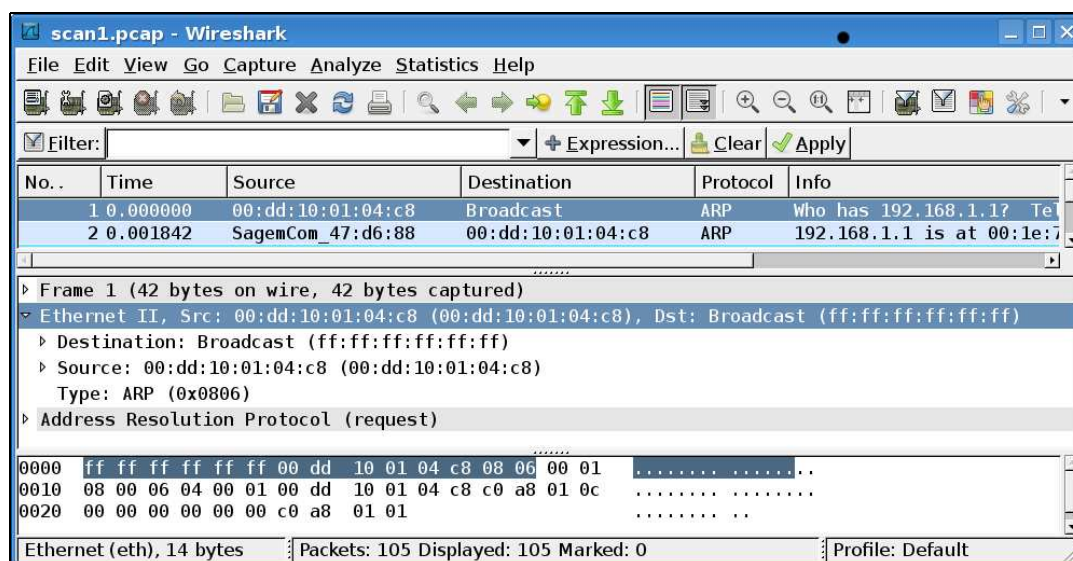 scan1.pcap - Wireshark
File Edit View Go Capture Analyze Statistics Help
Filter: Expression... Clear Apply
No. . Time Source Destination Protocol Info
1 0.000000 00:dd:10:01:04:c8 Broadcast ARP Who has 192.168.1.1? Tel
2 0.001842 SagemCom_47:d6:88 00:dd:10:01:04:c8 ARP 192.168.1.1 is at 00:1e:7
Frame 1 (42 bytes on wire, 42 bytes captured)
Ethernet II, Src: 00:dd:10:01:04:c8 (00:dd:10:01:04:c8), Dst: Broadcast (ff:ff:ff:ff:ff:ff)
Destination: Broadcast (ff:ff:ff:ff:ff:ff)
Source: 00:dd:10:01:04:c8 (00:dd:10:01:04:c8)
Type: ARP (0x0806)
Address Resolution Protocol (request)
0000 ff ff ff ff ff ff 00 dd 10 01 04 c8 08 06 00 01 ........ ........
0010 08 00 06 04 00 01 00 dd 10 01 04 c8 c0 a8 01 0c ........ ........
0020 00 00 00 00 00 00 c0 a8 01 01 ........ ..
Ethernet (eth), 14 bytes Packets: 105 Displayed: 105 Marked: 0 Profile: Default